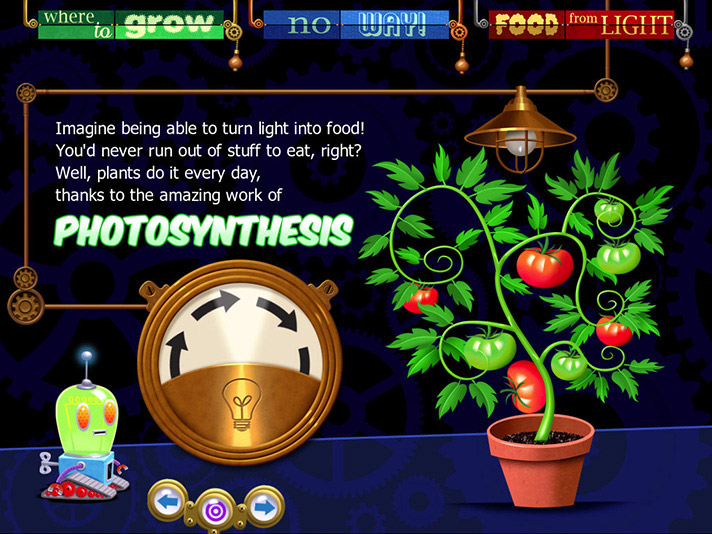 where to grow
no WAY!
FOOD from LIGHT
Imagine being able to turn light into food!
You'd never run out of stuff to eat, right?
Well, plants do it every day,
thanks to the amazing work of
PHOTOSYNTHESIS